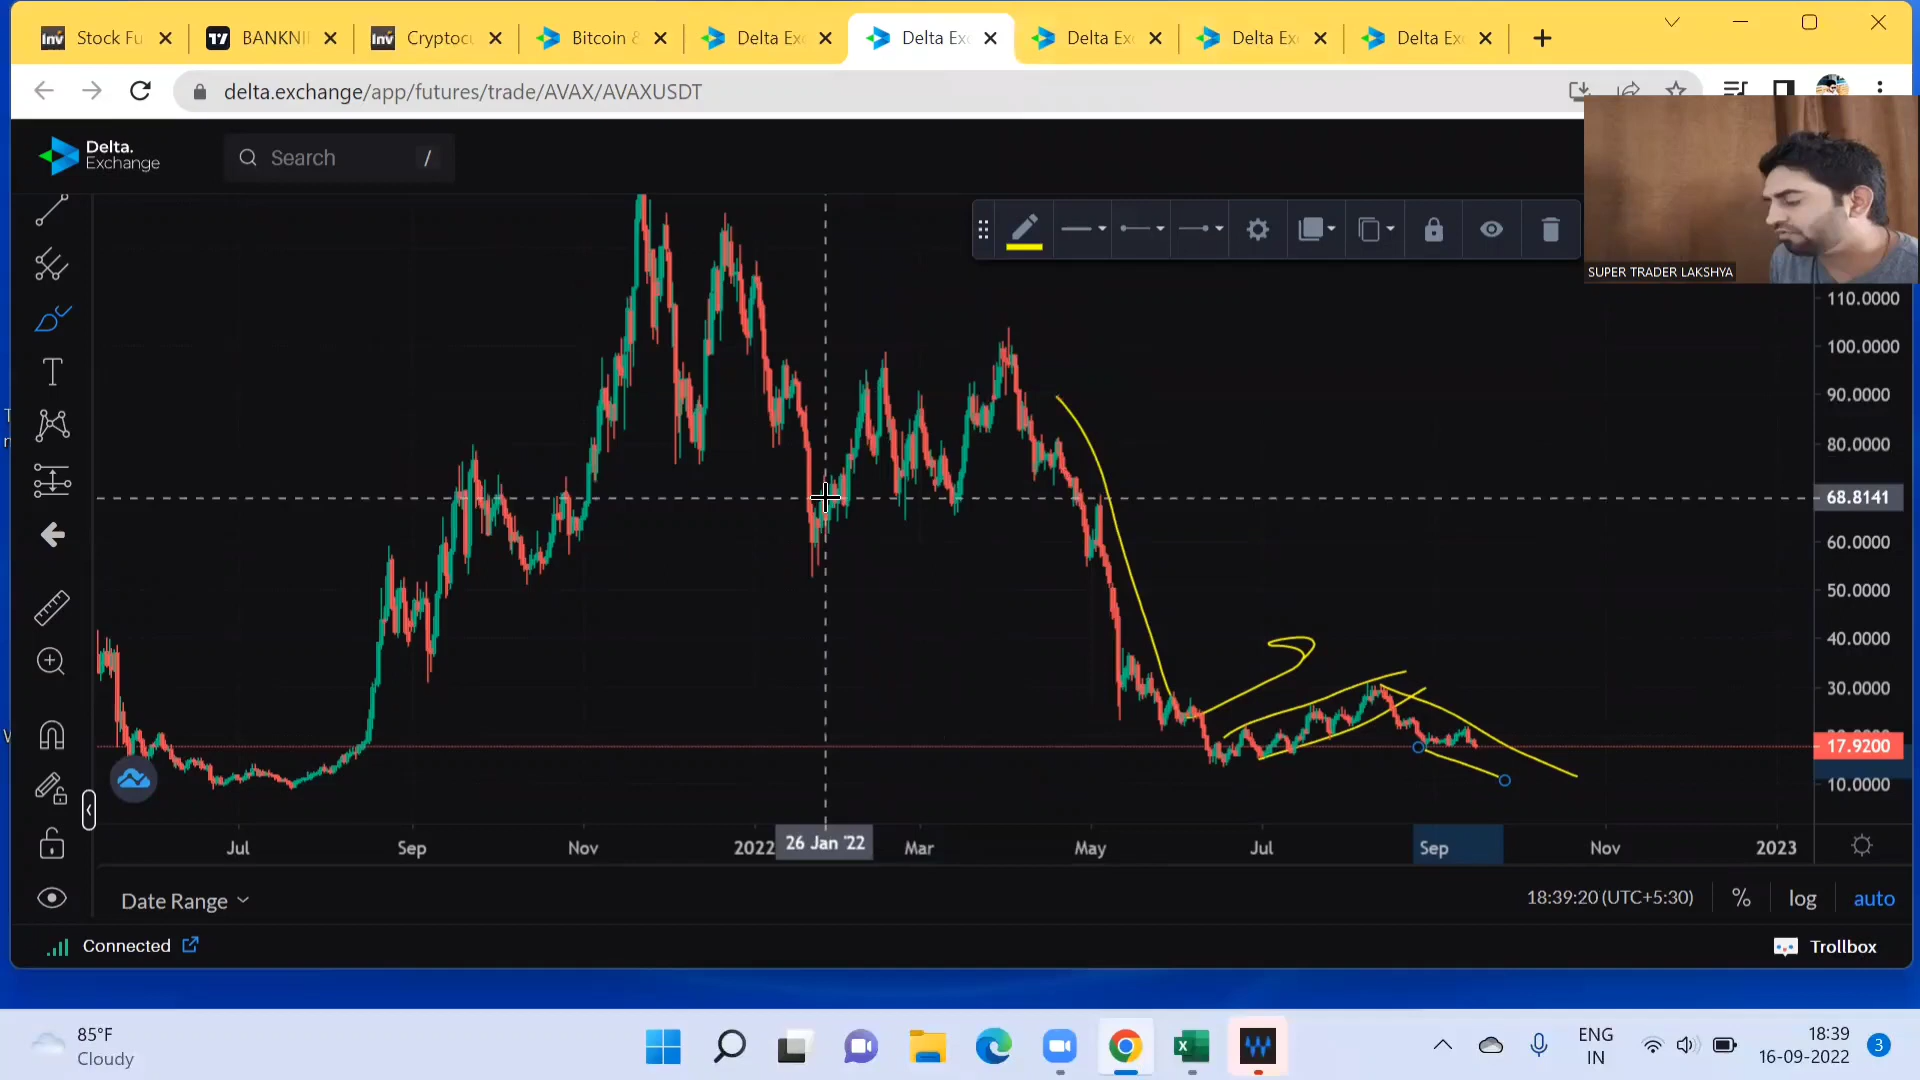 Stock Fu
BANKNI
Cryptocu
Bitcoin &
Delta Ex
Delta Ex
Delta Ex
Delta Ex
Delta Ex
delta.exchange/app/futures/trade/AVAX/AVAXUSDT
Delta.
Exchange
Search /
SUPER TRADER LAKSHYA
110.0000
100.0000
90.0000
80.0000
68.8141
60.0000
50.0000
40.0000
30.0000
17.9200
10.0000
Jul Sep Nov 2022 26 Jan '22 Mar May Jul Sep Nov 2023
Date Range
18:39:20 (UTC+5:30) % log auto
Connected
Trollbox
85°F
Cloudy
ENG
IN
18:39
16-09-2022
3